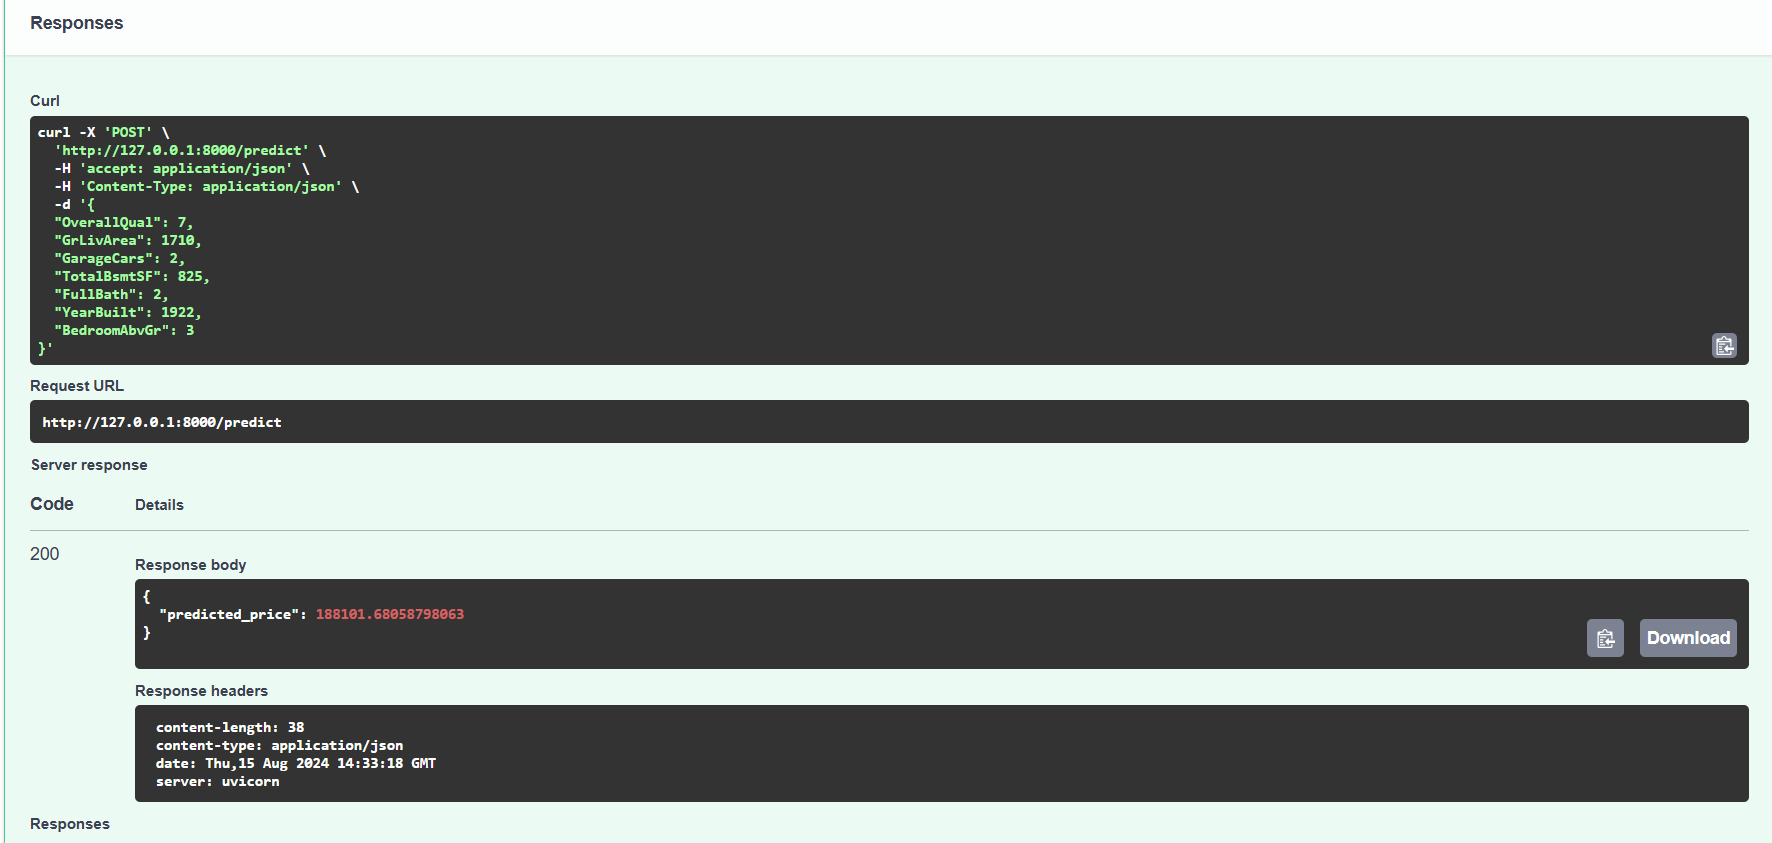 Responses
Curl
curl -X 'POST' \
  'http://127.0.0.1:8000/predict' \
  -H 'accept: application/json' \
  -H 'Content-Type: application/json' \
  -d '{
  "OverallQual": 7,
  "GrLivArea": 1710,
  "GarageCars": 2,
  "TotalBsmtSF": 825,
  "FullBath": 2,
  "YearBuilt": 1922,
  "BedroomAbvGr": 3
}'
Request URL
http://127.0.0.1:8000/predict
Server response
Code Details
200
Response body
{
  "predicted_price": 188101.68058798063
}
Download
Response headers
content-length: 38
content-type: application/json
date: Thu,15 Aug 2024 14:33:18 GMT
server: uvicorn
Responses